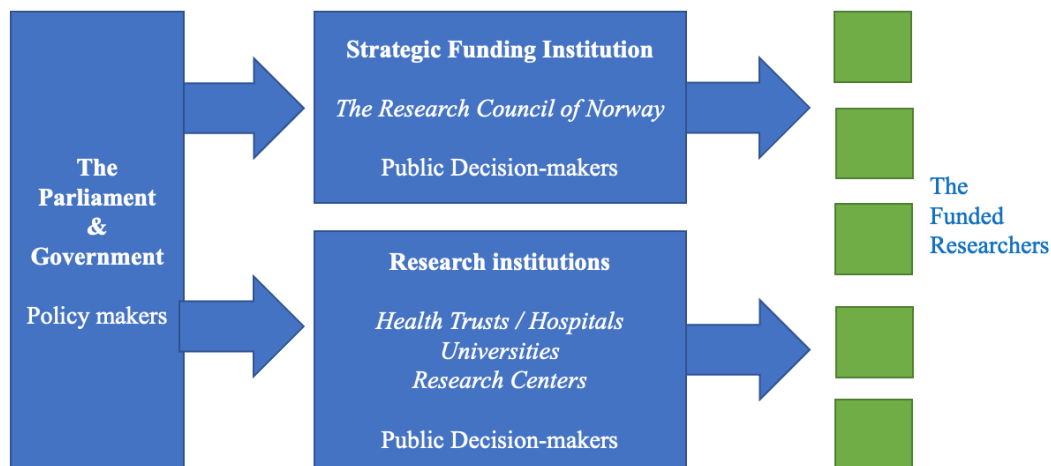 The
Parliament
&
Government
Policy makers
Strategic Funding Institution
The Research Council of Norway
Public Decision-makers
Research institutions
Health Trusts / Hospitals
Universities
Research Centers
Public Decision-makers
The
Funded
Researchers